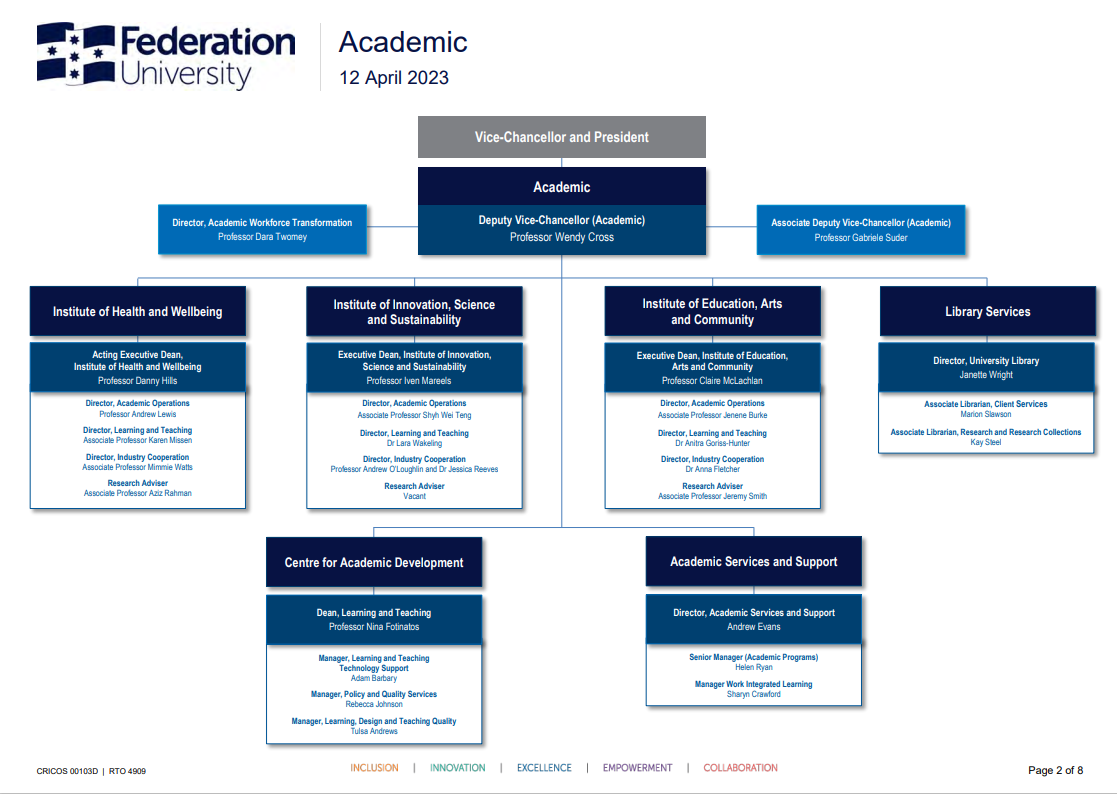 Federation
University
Academic
12 April 2023
Vice-Chancellor and President
Academic
Deputy Vice-Chancellor (Academic)
Professor Wendy Cross
Director, Academic Workforce Transformation
Professor Dara Twomey
Associate Deputy Vice-Chancellor (Academic)
Professor Gabriele Suder
Institute of Health and Wellbeing
Acting Executive Dean,
Institute of Health and Wellbeing
Professor Danny Hills
Director, Academic Operations
Professor Andrew Lewis
Director, Learning and Teaching
Associate Professor Karen Missen
Director, Industry Cooperation
Associate Professor Mimmie Watts
Research Adviser
Associate Professor Aziz Rahman
Institute of Innovation, Science
and Sustainability
Executive Dean, Institute of Innovation,
Science and Sustainability
Professor Iven Mareels
Director, Academic Operations
Associate Professor Shyh Wei Teng
Director, Learning and Teaching
Dr Lara Wakeling
Director, Industry Cooperation
Professor Andrew O'Loughlin and Dr Jessica Reeves
Research Adviser
Vacant
Institute of Education, Arts
and Community
Executive Dean, Institute of Education,
Arts and Community
Professor Claire McLachlan
Director, Academic Operations
Associate Professor Jenene Burke
Director, Learning and Teaching
Dr Anitra Goriss-Hunter
Director, Industry Cooperation
Dr Anna Fletcher
Research Adviser
Associate Professor Jeremy Smith
Library Services
Director, University Library
Janette Wright
Associate Librarian, Client Services
Marion Slawson
Associate Librarian, Research and Research Collections
Kay Steel
Centre for Academic Development
Dean, Learning and Teaching
Professor Nina Fotinatos
Manager, Learning and Teaching
Technology Support
Adam Barbary
Manager, Policy and Quality Services
Rebecca Johnson
Manager, Learning, Design and Teaching Quality
Tulsa Andrews
Academic Services and Support
Director, Academic Services and Support
Andrew Evans
Senior Manager (Academic Programs)
Helen Ryan
Manager Work Integrated Learning
Sharyn Crawford
CRICOS 00103D | RTO 4909
INCLUSION | INNOVATION | EXCELLENCE | EMPOWERMENT | COLLABORATION
Page 2 of 8